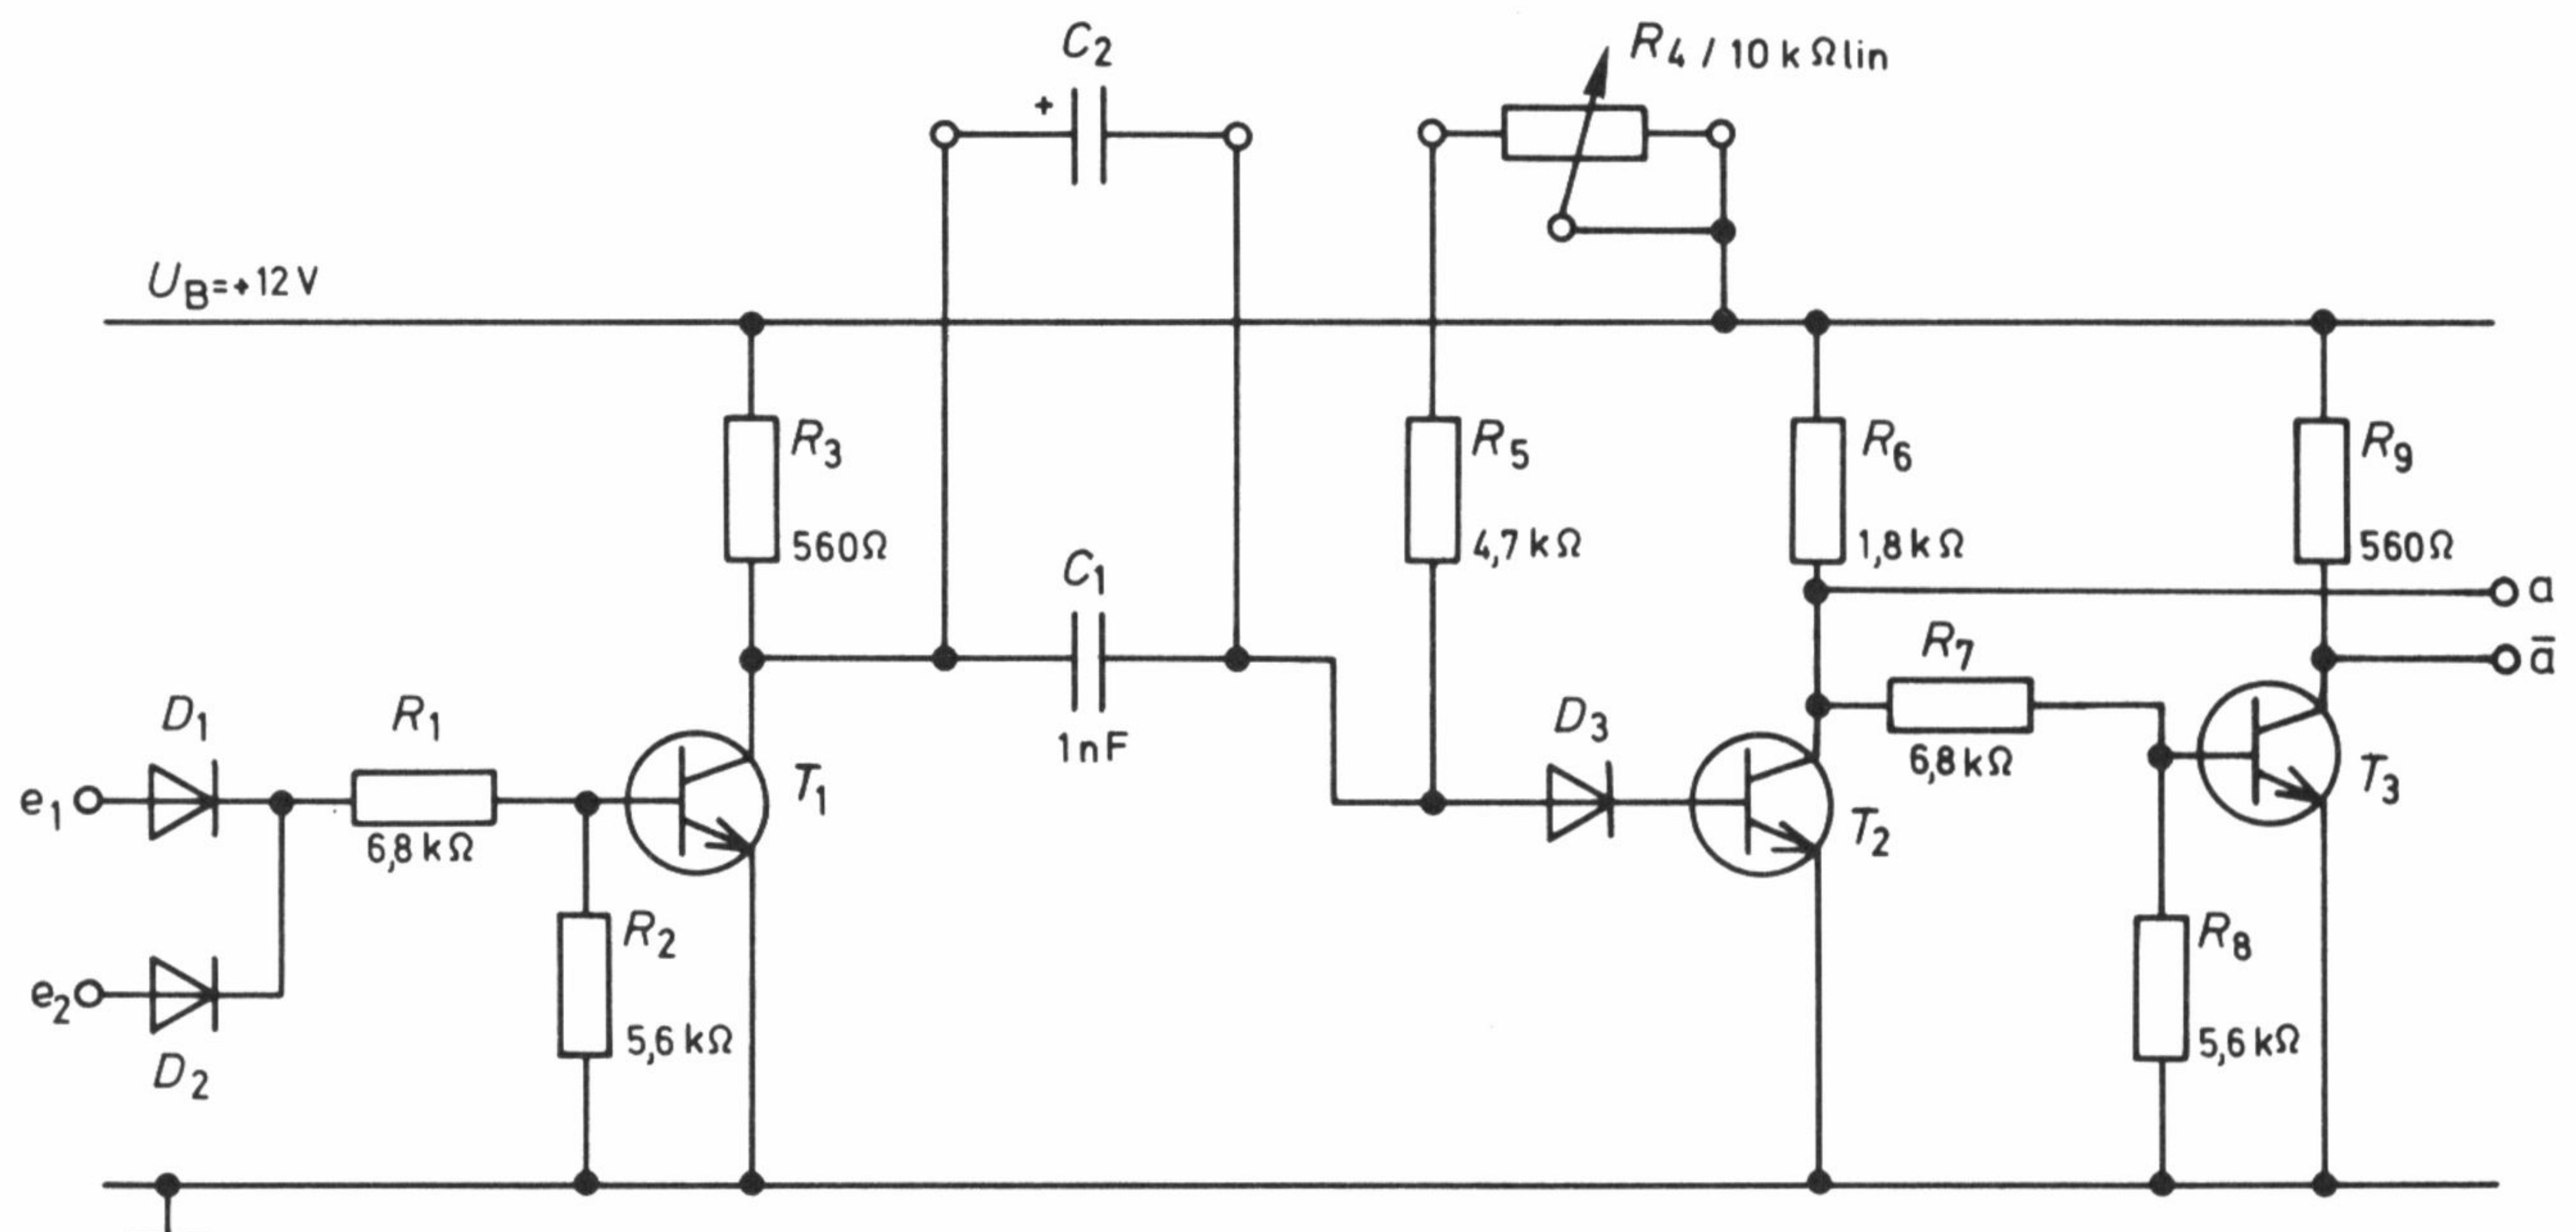 C2
+
R4 / 10 kΩ lin
UB=+12 V
R3
560Ω
R5
4,7 kΩ
R6
1,8 kΩ
R9
560Ω
C1
1 nF
a
ā
R7
6,8 kΩ
D1
R1
6,8 kΩ
e1
T1
D3
T2
T3
R2
5,6 kΩ
R8
5,6 kΩ
e2
D2